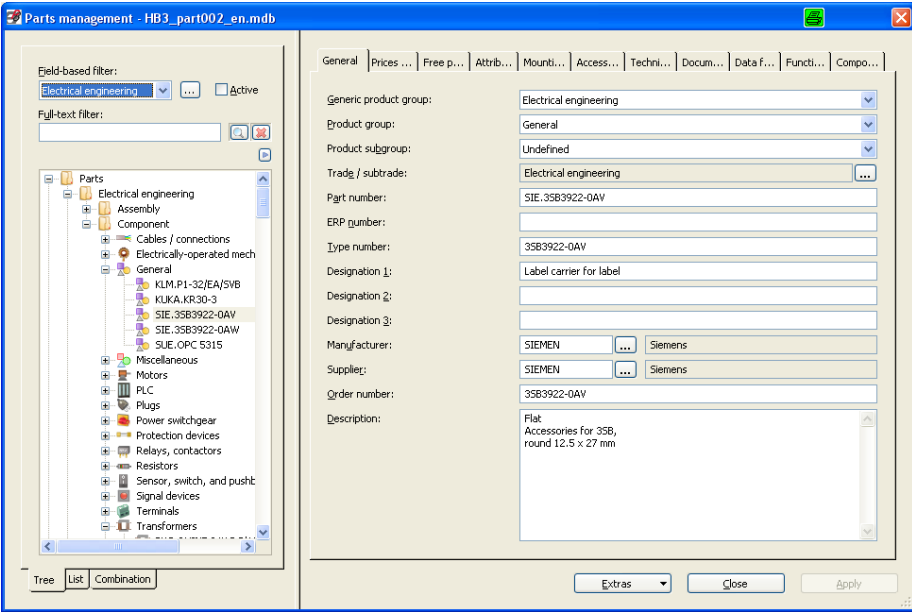 Parts management - HB3_part002_en.mdb
Field-based filter:
Electrical engineering
...
Active
Full-text filter:
Parts
Electrical engineering
Assembly
Component
Cables / connections
Electrically-operated mech
General
KLM.P1-32/EA/SVB
KUKA.KR30-3
SIE.3SB3922-0AV
SIE.3SB3922-0AW
SUE.OPC 5315
Miscellaneous
Motors
PLC
Plugs
Power switchgear
Protection devices
Relays, contactors
Resistors
Sensor, switch, and pushb
Signal devices
Terminals
Transformers
Tree
List
Combination
General
Prices ...
Free p...
Attrib...
Mounti...
Access...
Techni...
Docum...
Data f...
Functi...
Compo...
Generic product group:
Electrical engineering
Product group:
General
Product subgroup:
Undefined
Trade / subtrade:
Electrical engineering
...
Part number:
SIE.3SB3922-0AV
ERP number:
Type number:
3SB3922-0AV
Designation 1:
Label carrier for label
Designation 2:
Designation 3:
Manufacturer:
SIEMEN
...
Siemens
Supplier:
SIEMEN
...
Siemens
Order number:
3SB3922-0AV
Description:
Flat
Accessories for 3SB,
round 12.5 x 27 mm
Extras
Close
Apply